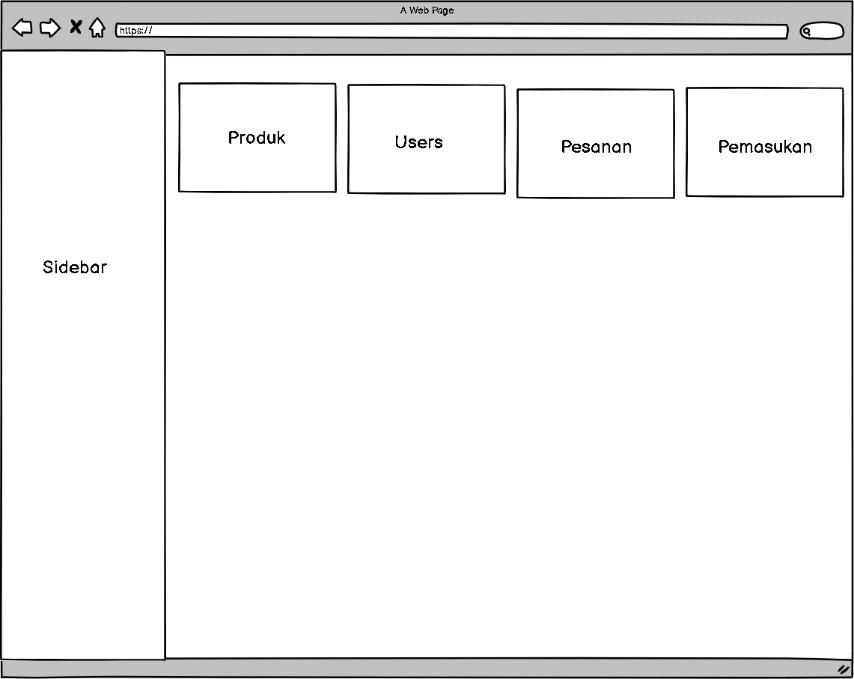 A Web Page
https://
Produk
Users
Pesanan
Pemasukan
Sidebar